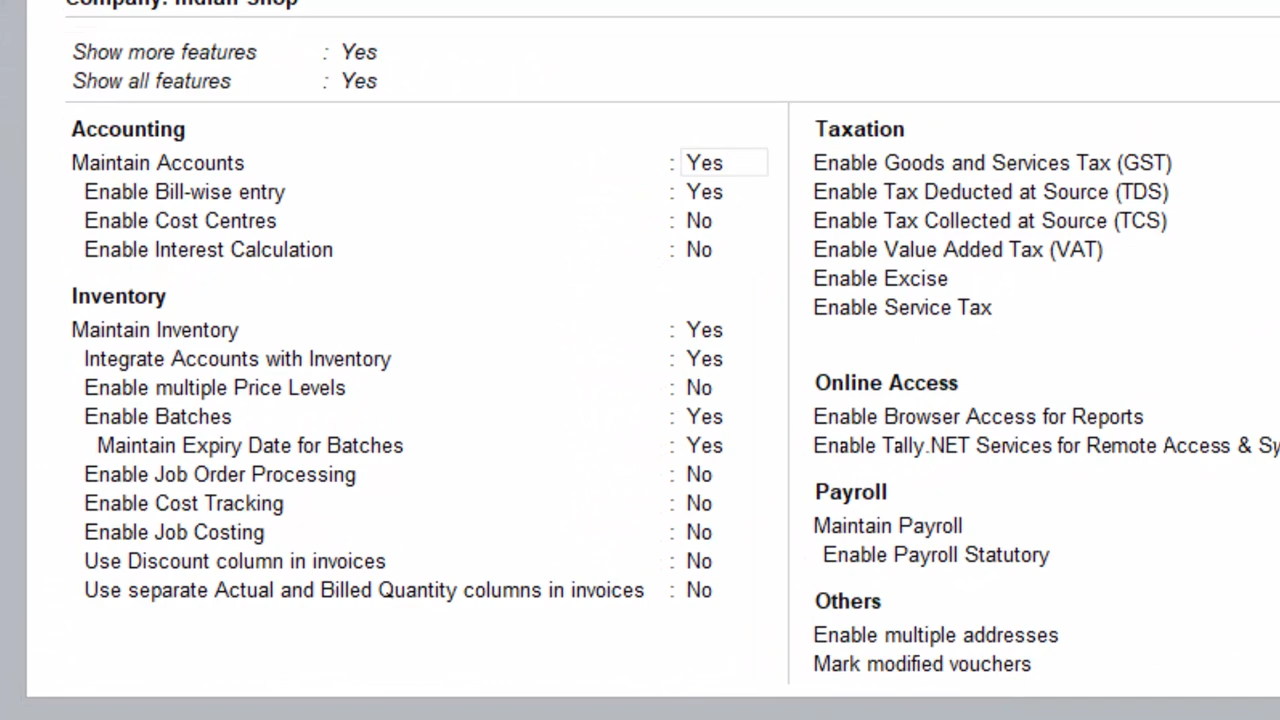 Company: Indian Shop
Show more features : Yes
Show all features : Yes
Accounting
Maintain Accounts : Yes
Enable Bill-wise entry : Yes
Enable Cost Centres : No
Enable Interest Calculation : No
Inventory
Maintain Inventory : Yes
Integrate Accounts with Inventory : Yes
Enable multiple Price Levels : No
Enable Batches : Yes
Maintain Expiry Date for Batches : Yes
Enable Job Order Processing : No
Enable Cost Tracking : No
Enable Job Costing : No
Use Discount column in invoices : No
Use separate Actual and Billed Quantity columns in invoices : No
Taxation
Enable Goods and Services Tax (GST)
Enable Tax Deducted at Source (TDS)
Enable Tax Collected at Source (TCS)
Enable Value Added Tax (VAT)
Enable Excise
Enable Service Tax
Online Access
Enable Browser Access for Reports
Enable Tally.NET Services for Remote Access & Sy
Payroll
Maintain Payroll
Enable Payroll Statutory
Others
Enable multiple addresses
Mark modified vouchers